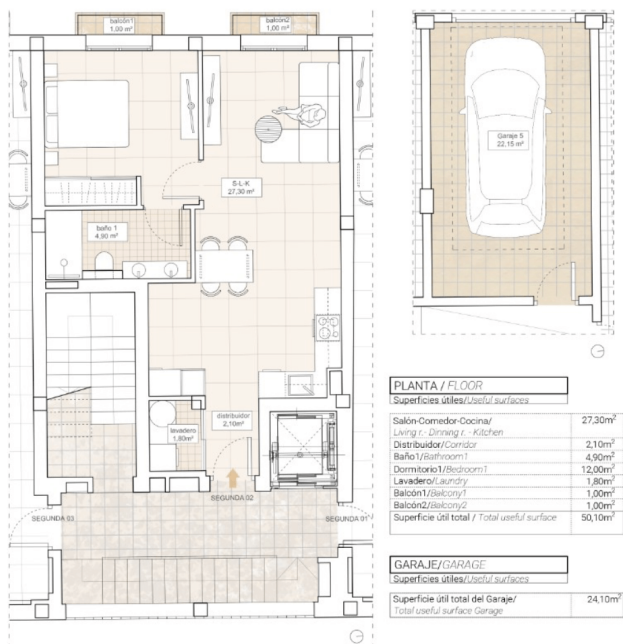 balcón1
1,00 m²
balcón2
1,00 m²
S-L-K
27,30 m²
baño 1
4,90 m²
distribuidor
2,10m²
lavadero
1,80m²
SEGUNDA 02
SEGUNDA 03
SEGUNDA 01
Garaje 5
22,15 m²
PLANTA / FLOOR
Superficies útiles/Useful surfaces
Salón-Comedor-Cocina/ 27,30m²
Living r.- Dinning r. - Kitchen
Distribuidor/Corridor 2,10m²
Baño1/Bathroom1 4,90m²
Dormitorio1/Bedroom1 12,00m²
Lavadero/Laundry 1,80m²
Balcón1/Balcony1 1,00m²
Balcón2/Balcony2 1,00m²
Superficie útil total / Total useful surface 50,10m²
GARAJE/GARAGE
Superficies útiles/Useful surfaces
Superficie útil total del Garaje/ 24,10m²
Total useful surface Garage